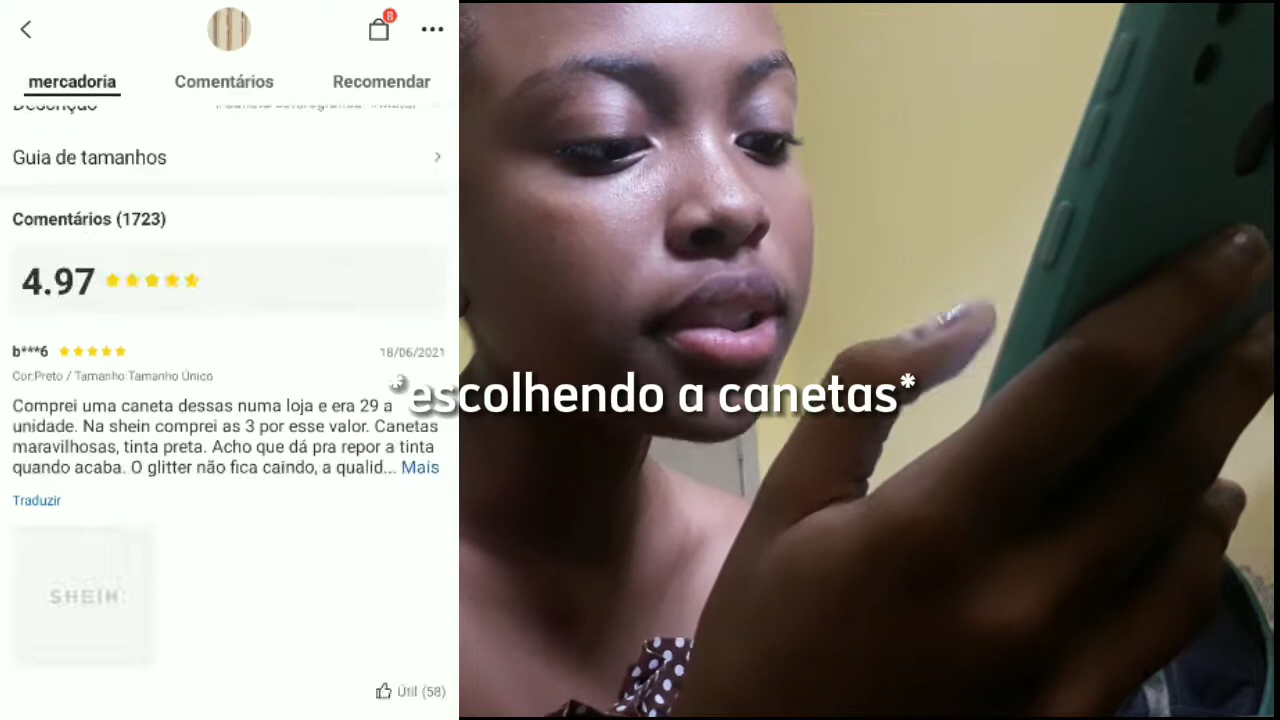 8
mercadoria
Comentários
Recomendar
Descrição
Guia de tamanhos
Comentários (1723)
4.97
b***6
18/06/2021
Cor:Preto / Tamanho:Tamanho Único
Comprei uma caneta dessas numa loja e era 29 a
unidade. Na shein comprei as 3 por esse valor. Canetas
maravilhosas, tinta preta. Acho que dá pra repor a tinta
quando acaba. O glitter não fica caindo, a qualid... Mais
Traduzir
SHEIN
Útil (58)
*escolhendo a canetas*